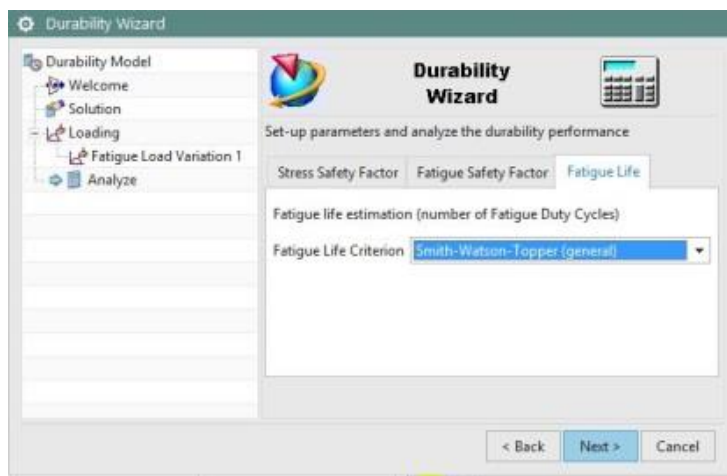 Durability Wizard
Durability Model
Welcome
Solution
Loading
Fatigue Load Variation 1
Analyze
Durability
Wizard
Set-up parameters and analyze the durability performance
Stress Safety Factor Fatigue Safety Factor Fatigue Life
Fatigue life estimation (number of Fatigue Duty Cycles)
Fatigue Life Criterion Smith-Watson-Topper (general)
< Back Next > Cancel